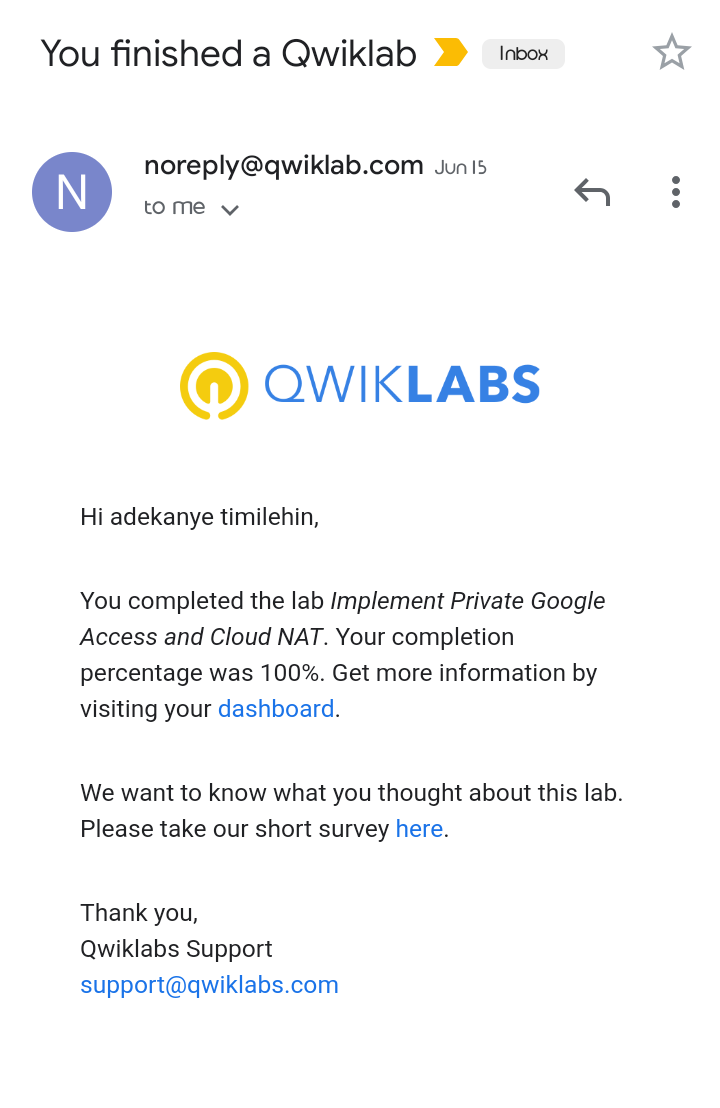 You finished a Qwiklab Inbox
N
noreply@qwiklab.com Jun 15
to me
QWIKLABS
Hi adekanye timilehin,
You completed the lab Implement Private Google
Access and Cloud NAT. Your completion
percentage was 100%. Get more information by
visiting your dashboard.
We want to know what you thought about this lab.
Please take our short survey here.
Thank you,
Qwiklabs Support
support@qwiklabs.com